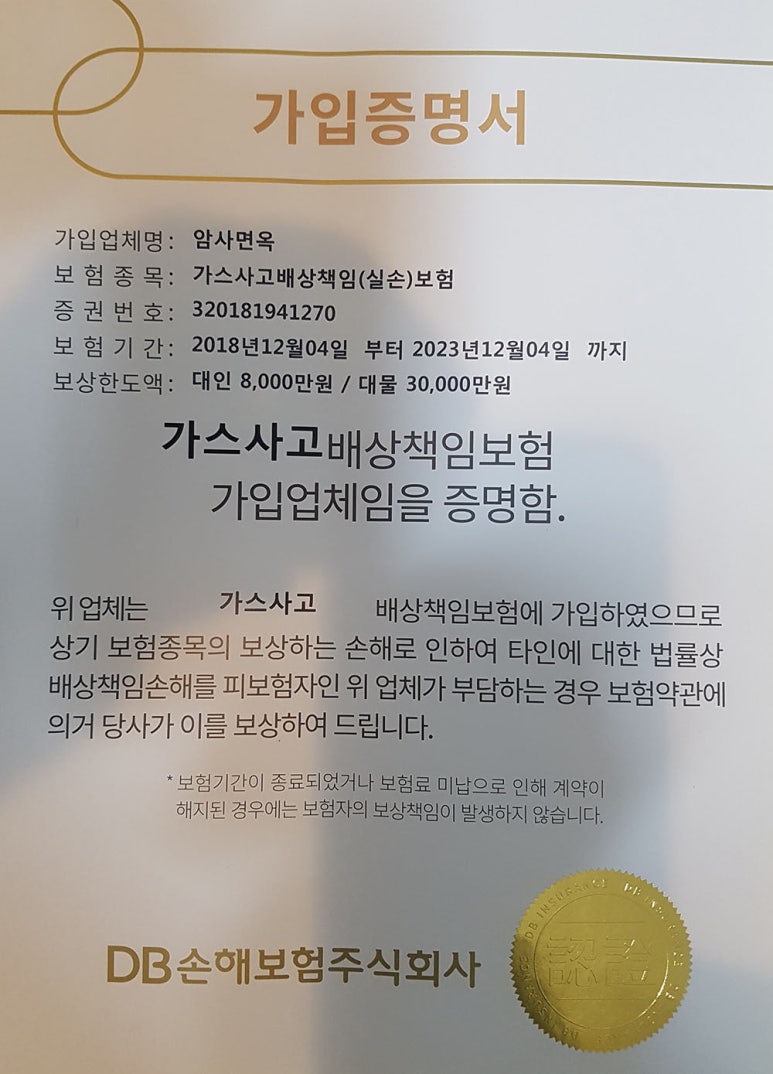 가입증명서
가입업체명: 암사면옥
보 험 종 목: 가스사고배상책임(실손)보험
증 권 번 호: 320181941270
보 험 기 간: 2018년12월04일 부터 2023년12월04일 까지
보상한도액: 대인 8,000만원 / 대물 30,000만원
가스사고배상책임보험
가입업체임을 증명함.
위 업체는 가스사고 배상책임보험에 가입하였으므로
상기 보험종목의 보상하는 손해로 인하여 타인에 대한 법률상
배상책임손해를 피보험자인 위 업체가 부담하는 경우 보험약관에
의거 당사가 이를 보상하여 드립니다.
* 보험기간이 종료되었거나 보험료 미납으로 인해 계약이
해지된 경우에는 보험자의 보상책임이 발생하지 않습니다.
DB손해보험주식회사
DB INSURANCE